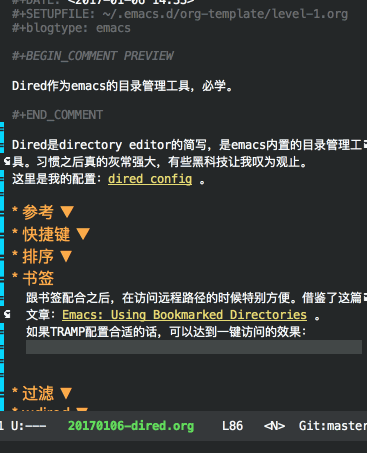 #+SETUPFILE: ~/.emacs.d/org-template/level-1.org
#+blogtype: emacs
#+BEGIN_COMMENT PREVIEW
Dired作为emacs的目录管理工具，必学。
#+END_COMMENT
Dired是directory editor的简写，是emacs内置的目录管理工
具。习惯之后真的灰常强大，有些黑科技让我叹为观止。
这里是我的配置：dired config 。
* 参考 ▼
* 快捷键 ▼
* 排序 ▼
* 书签
跟书签配合之后，在访问远程路径的时候特别方便。借鉴了这篇
文章：Emacs: Using Bookmarked Directories 。
如果TRAMP配置合适的话，可以达到一键访问的效果：
* 过滤 ▼
U:--- 20170106-dired.org L86 <N> Git:master